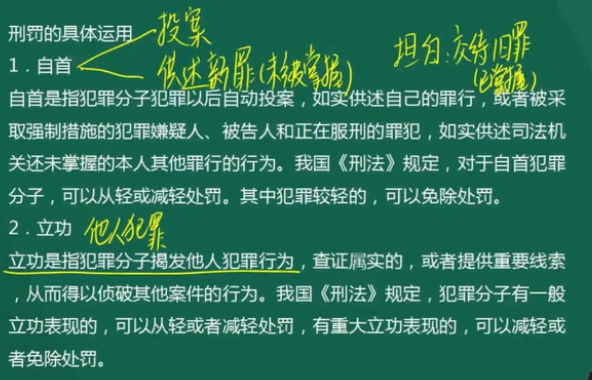 刑罚的具体运用
投案
1．自首
供述新罪(未被掌握)
坦白:交待旧罪
(已掌握)
自首是指犯罪分子犯罪以后自动投案，如实供述自己的罪行，或者被采
取强制措施的犯罪嫌疑人、被告人和正在服刑的罪犯，如实供述司法机
关还未掌握的本人其他罪行的行为。我国《刑法》规定，对于自首犯罪
分子，可以从轻或减轻处罚。其中犯罪较轻的，可以免除处罚。
2．立功 他人犯罪
立功是指犯罪分子揭发他人犯罪行为，查证属实的，或者提供重要线索
，从而得以侦破其他案件的行为。我国《刑法》规定，犯罪分子有一般
立功表现的，可以从轻或者减轻处罚，有重大立功表现的，可以减轻或
者免除处罚。